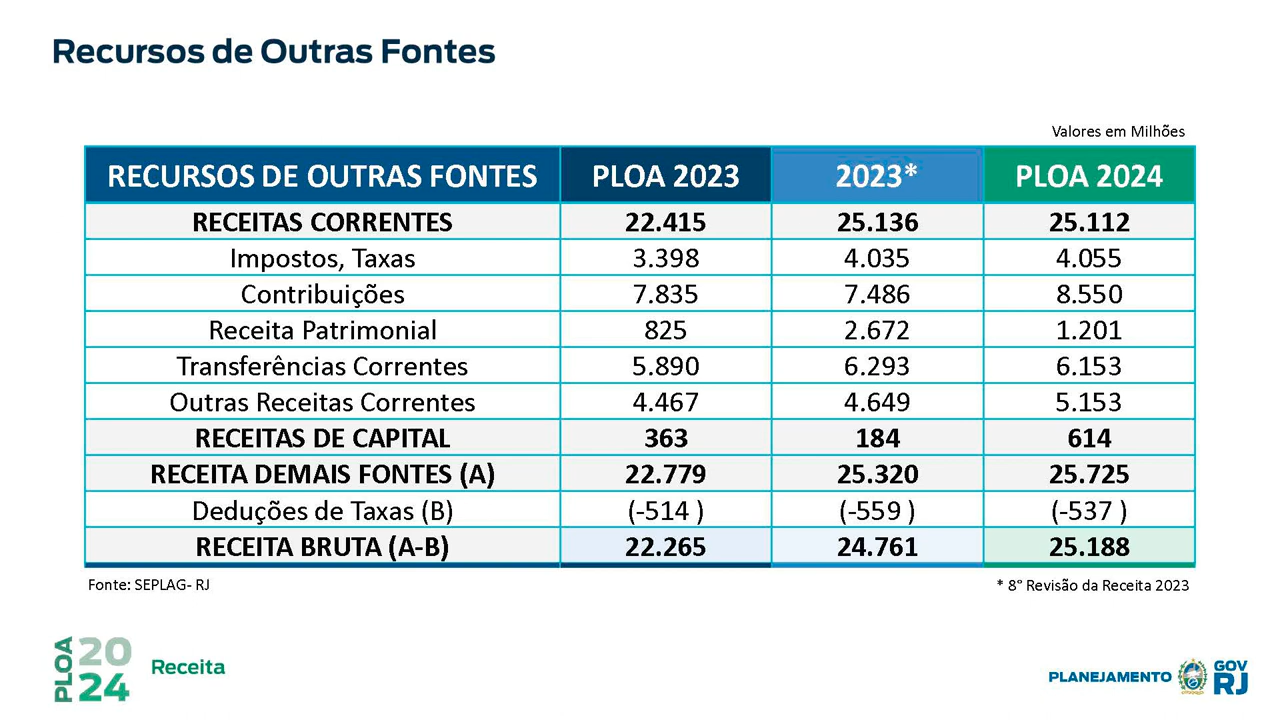 Recursos de Outras Fontes
Valores em Milhões
RECURSOS DE OUTRAS FONTES PLOA 2023 2023* PLOA 2024
RECEITAS CORRENTES 22.415 25.136 25.112
Impostos, Taxas 3.398 4.035 4.055
Contribuições 7.835 7.486 8.550
Receita Patrimonial 825 2.672 1.201
Transferências Correntes 5.890 6.293 6.153
Outras Receitas Correntes 4.467 4.649 5.153
RECEITAS DE CAPITAL 363 184 614
RECEITA DEMAIS FONTES (A) 22.779 25.320 25.725
Deduções de Taxas (B) (-514 ) (-559 ) (-537 )
RECEITA BRUTA (A-B) 22.265 24.761 25.188
Fonte: SEPLAG- RJ * 8° Revisão da Receita 2023
PLOA 2024 Receita
PLANEJAMENTO GOV RJ